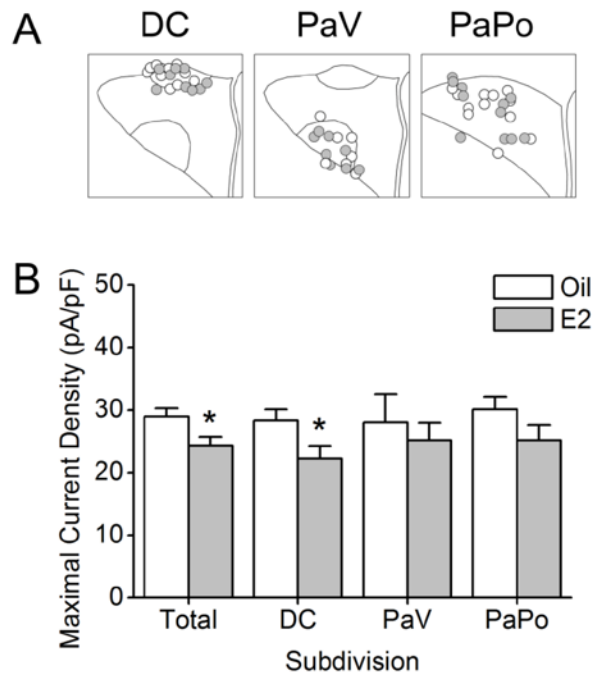 A
DC PaV PaPo
B
Maximal Current Density (pA/pF)
50
40
30
20
10
0
Oil
E2
* *
Total DC PaV PaPo
Subdivision